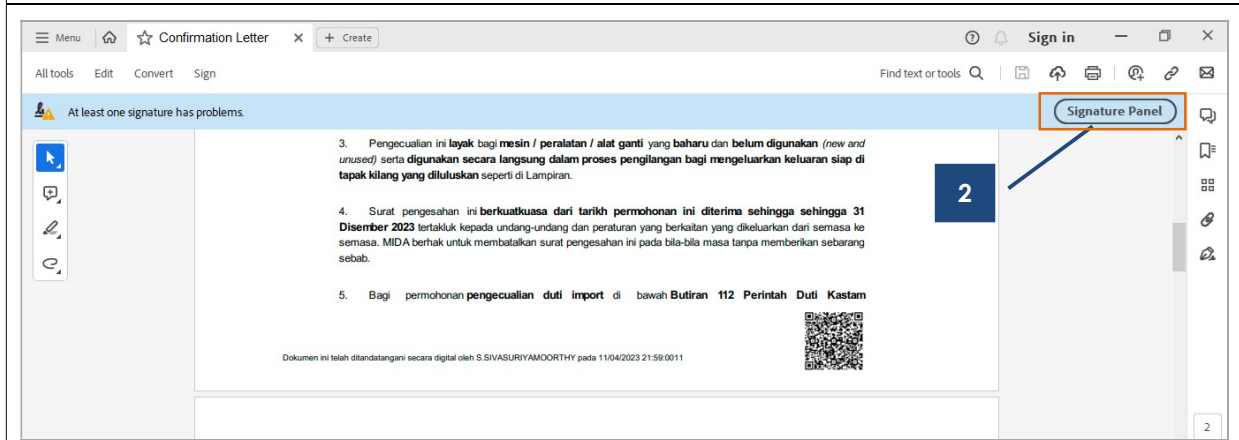 Menu
Confirmation Letter
+ Create
Sign in
All tools Edit Convert Sign
Find text or tools
At least one signature has problems.
Signature Panel
3. Pengecualian ini layak bagi mesin / peralatan / alat ganti yang baharu dan belum digunakan (new and
unused) serta digunakan secara langsung dalam proses pengilangan bagi mengeluarkan keluaran siap di
tapak kilang yang diluluskan seperti di Lampiran.
2
4. Surat pengesahan ini berkuatkuasa dari tarikh permohonan ini diterima sehingga sehingga 31
Disember 2023 tertakluk kepada undang-undang dan peraturan yang berkaitan yang dikeluarkan dari semasa ke
semasa. MIDA berhak untuk membatalkan surat pengesahan ini pada bila-bila masa tanpa memberikan sebarang
sebab.
5. Bagi permohonan pengecualian duti import di bawah Butiran 112 Perintah Duti Kastam
Dokumen ini telah ditandatangani secara digital oleh S.SIVASURIYAMOORTHY pada 11/04/2023 21:59:0011
2